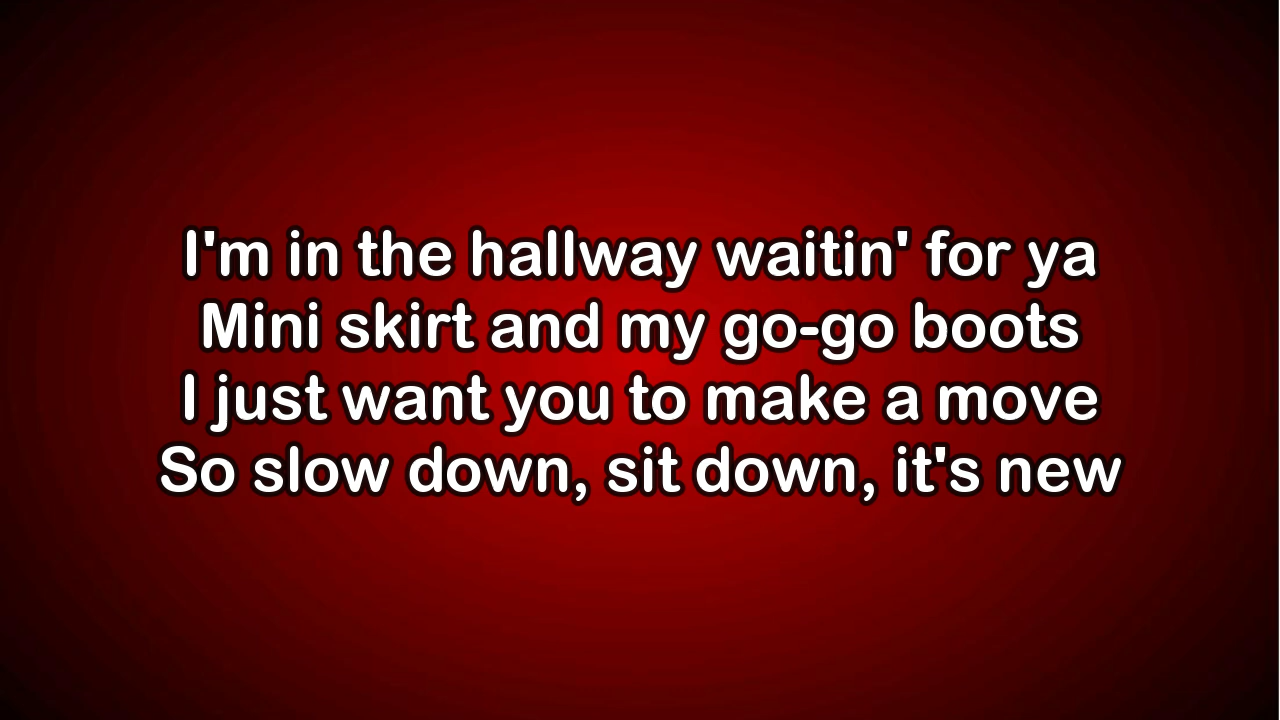 I'm in the hallway waitin' for ya
Mini skirt and my go-go boots
I just want you to make a move
So slow down, sit down, it's new